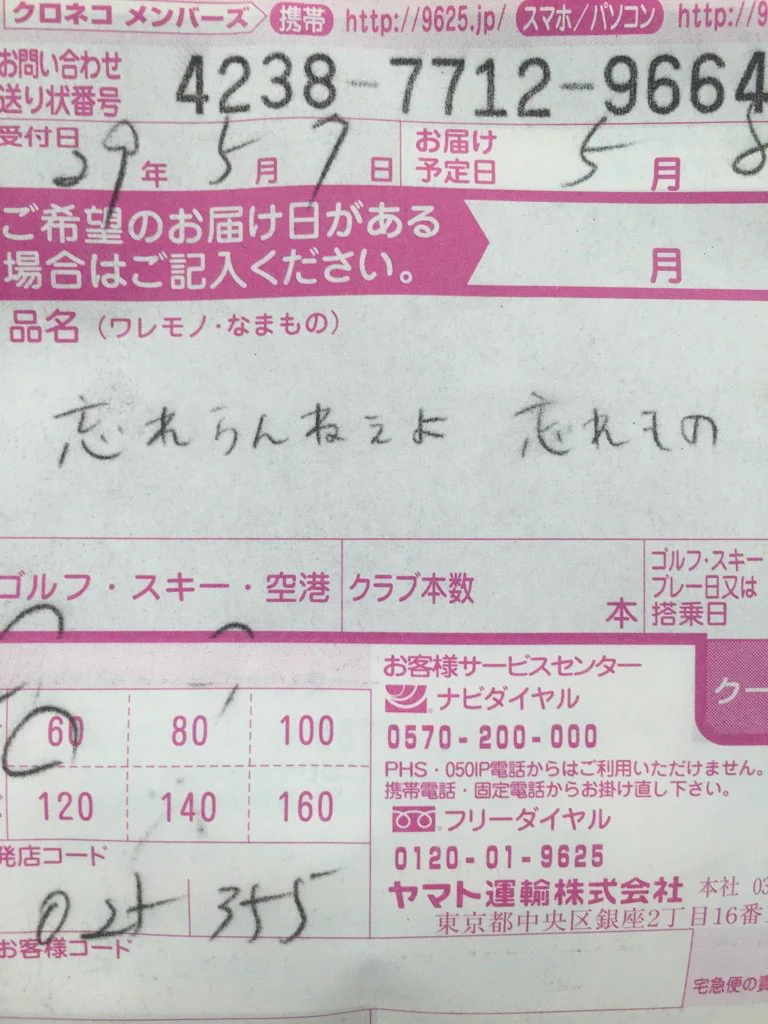 クロネコ メンバーズ 携帯 http://9625.jp/ スマホ/パソコン http://9
お問い合わせ
送り状番号 4238-7712-9664
受付日 29年 5月 7日 お届け予定日 5月 8
ご希望のお届け日がある
場合はご記入ください。 月
品名(ワレモノ・なまもの)
忘れらんねえよ 忘れもの
ゴルフ・スキー・空港 クラブ本数 本 ゴルフ・スキー
プレー日又は
搭乗日
60 80 100
120 140 160
お客様サービスセンター
ナビダイヤル
0570-200-000
PHS・050IP電話からはご利用いただけません。
携帯電話・固定電話からお掛け直し下さい。
フリーダイヤル
0120-01-9625
ヤマト運輸株式会社 本社 03
東京都中央区銀座2丁目16番
クー
発店コード
025 355
お客様コード
宅急便の責